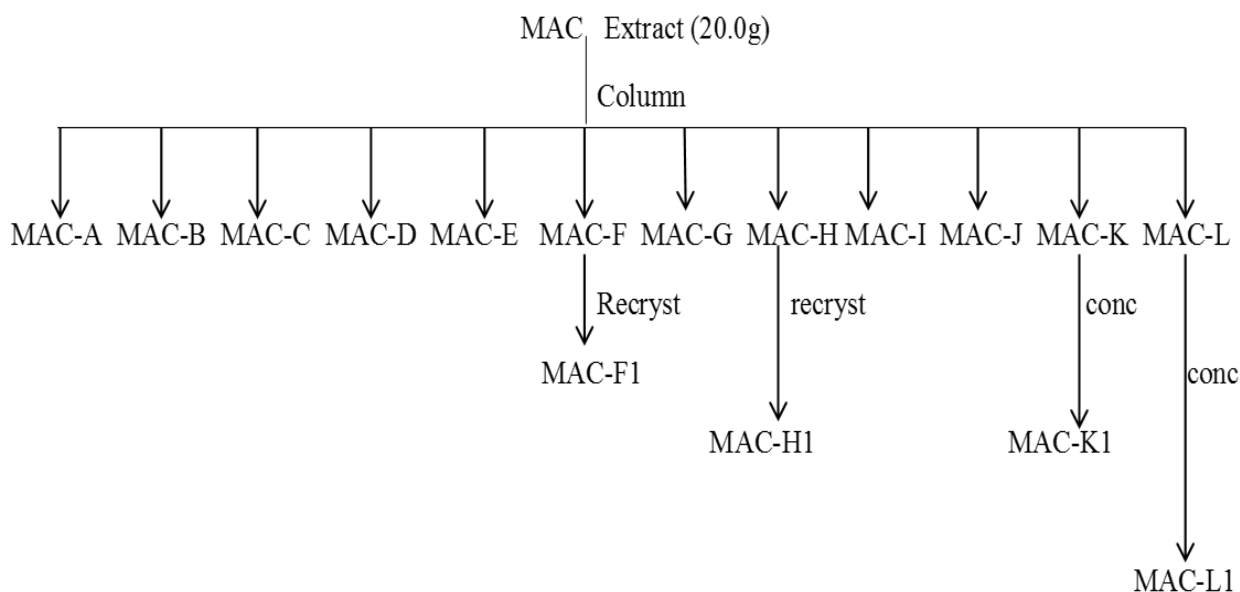 MAC Extract (20.0g)
Column
MAC-A MAC-B MAC-C MAC-D MAC-E MAC-F MAC-G MAC-H MAC-I MAC-J MAC-K MAC-L
Recryst recryst conc
MAC-F1 conc
MAC-H1 MAC-K1
MAC-L1